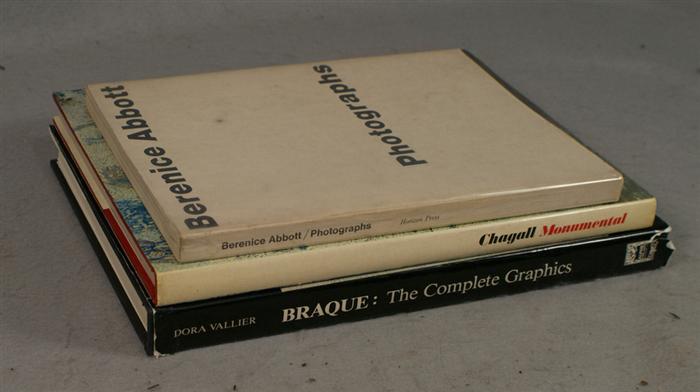 Berenice Abbott
Photographs
Berenice Abbott / Photographs Horizon Press
Chagall Monumental
DORA VALLIER BRAQUE: The Complete Graphics